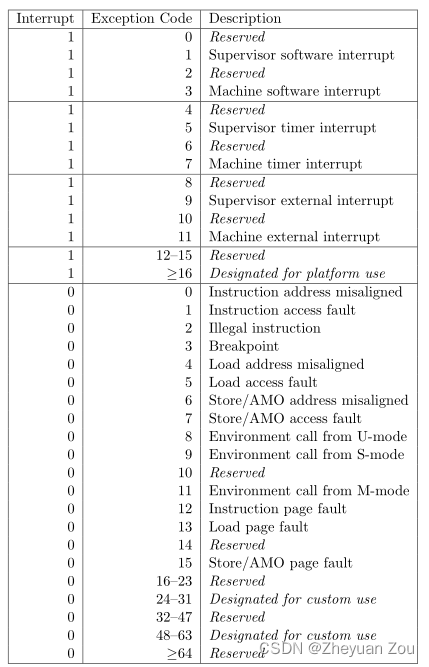 Interrupt Exception Code Description
1 0 Reserved
1 1 Supervisor software interrupt
1 2 Reserved
1 3 Machine software interrupt
1 4 Reserved
1 5 Supervisor timer interrupt
1 6 Reserved
1 7 Machine timer interrupt
1 8 Reserved
1 9 Supervisor external interrupt
1 10 Reserved
1 11 Machine external interrupt
1 12–15 Reserved
1 ≥16 Designated for platform use
0 0 Instruction address misaligned
0 1 Instruction access fault
0 2 Illegal instruction
0 3 Breakpoint
0 4 Load address misaligned
0 5 Load access fault
0 6 Store/AMO address misaligned
0 7 Store/AMO access fault
0 8 Environment call from U-mode
0 9 Environment call from S-mode
0 10 Reserved
0 11 Environment call from M-mode
0 12 Instruction page fault
0 13 Load page fault
0 14 Reserved
0 15 Store/AMO page fault
0 16–23 Reserved
0 24–31 Designated for custom use
0 32–47 Reserved
0 48–63 Designated for custom use
0 ≥64 Reserved
CSDN @Zheyuan Zou